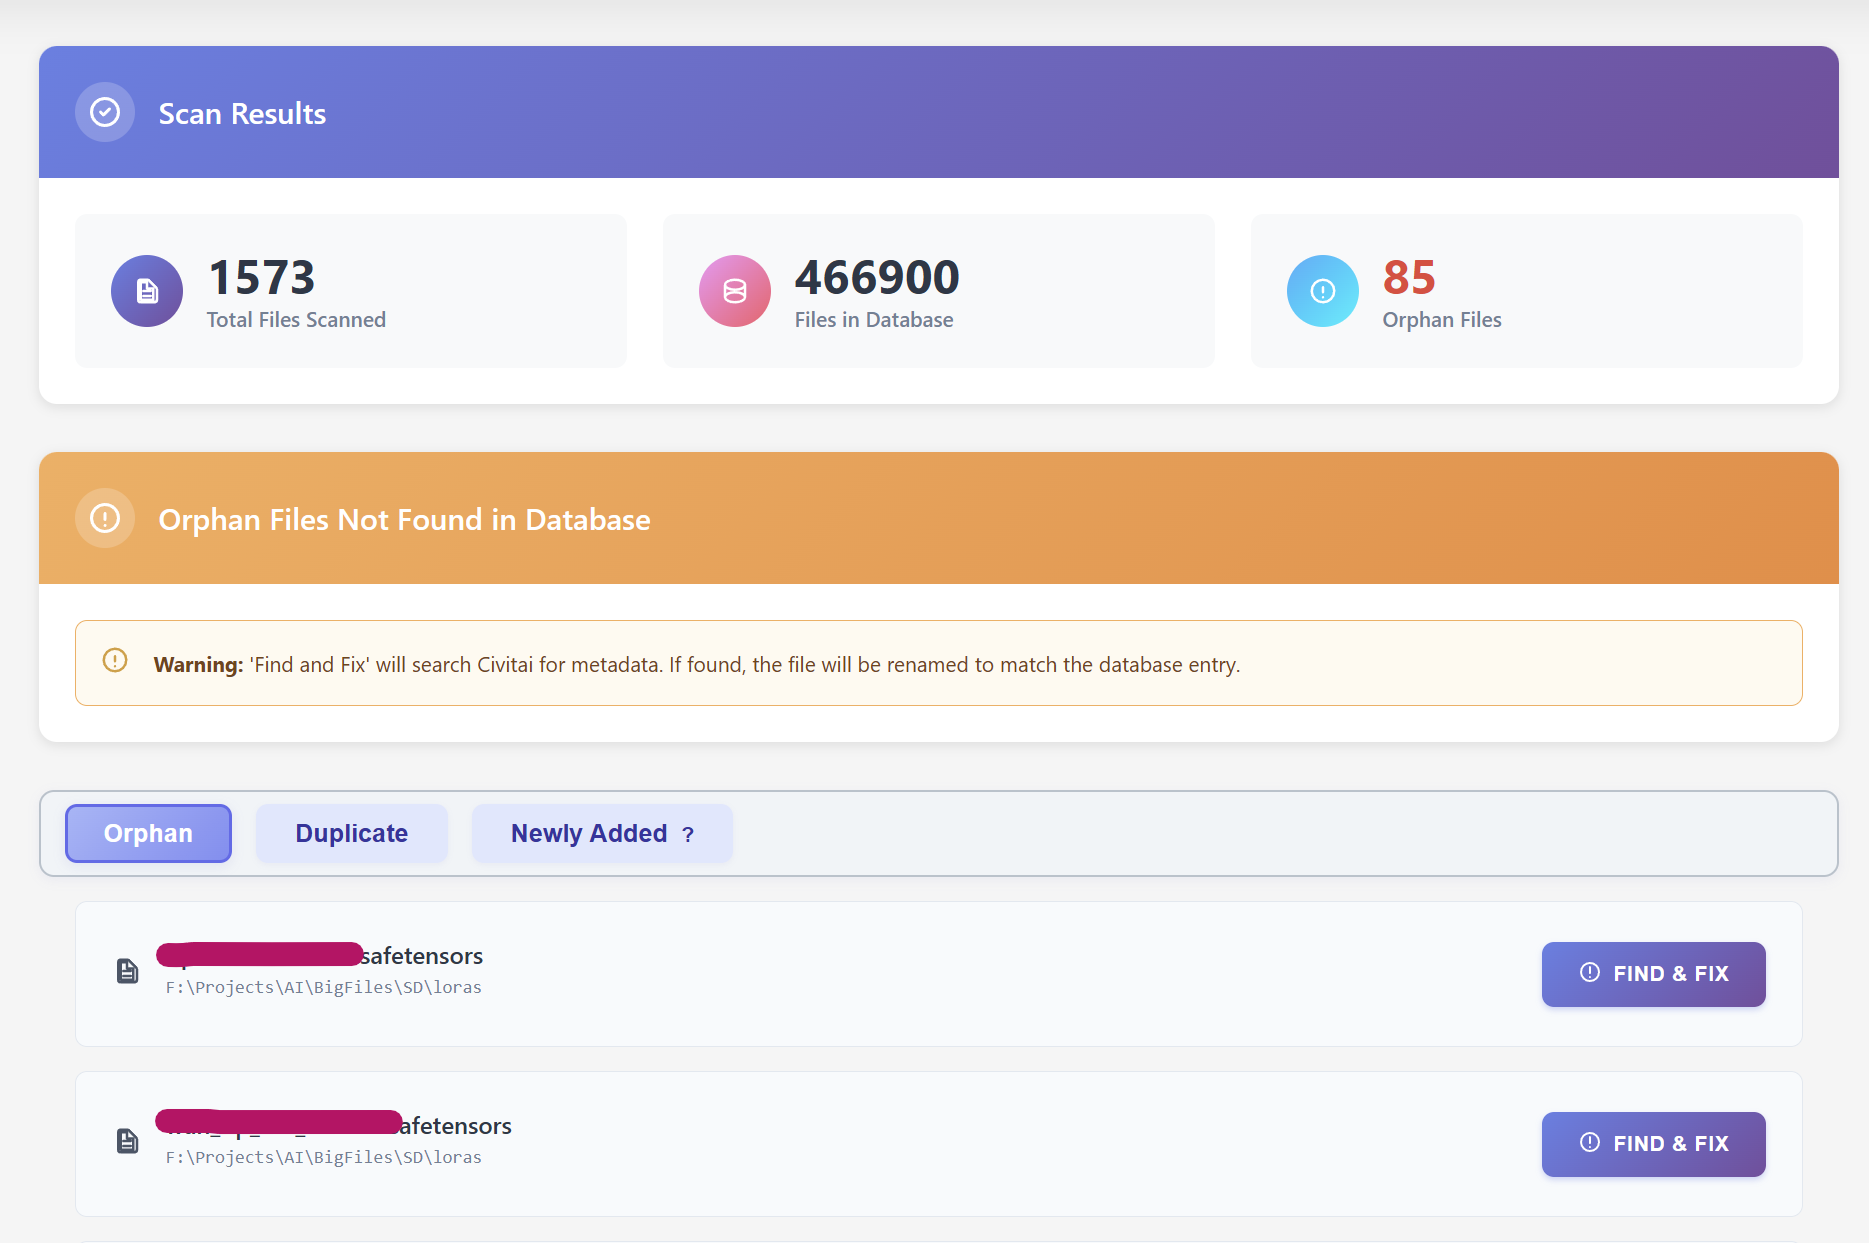 Scan Results
1573
Total Files Scanned
466900
Files in Database
85
Orphan Files
Orphan Files Not Found in Database
Warning: 'Find and Fix' will search Civitai for metadata. If found, the file will be renamed to match the database entry.
Orphan
Duplicate
Newly Added ?
safetensors
F:\Projects\AI\BigFiles\SD\loras
FIND & FIX
afetensors
F:\Projects\AI\BigFiles\SD\loras
FIND & FIX